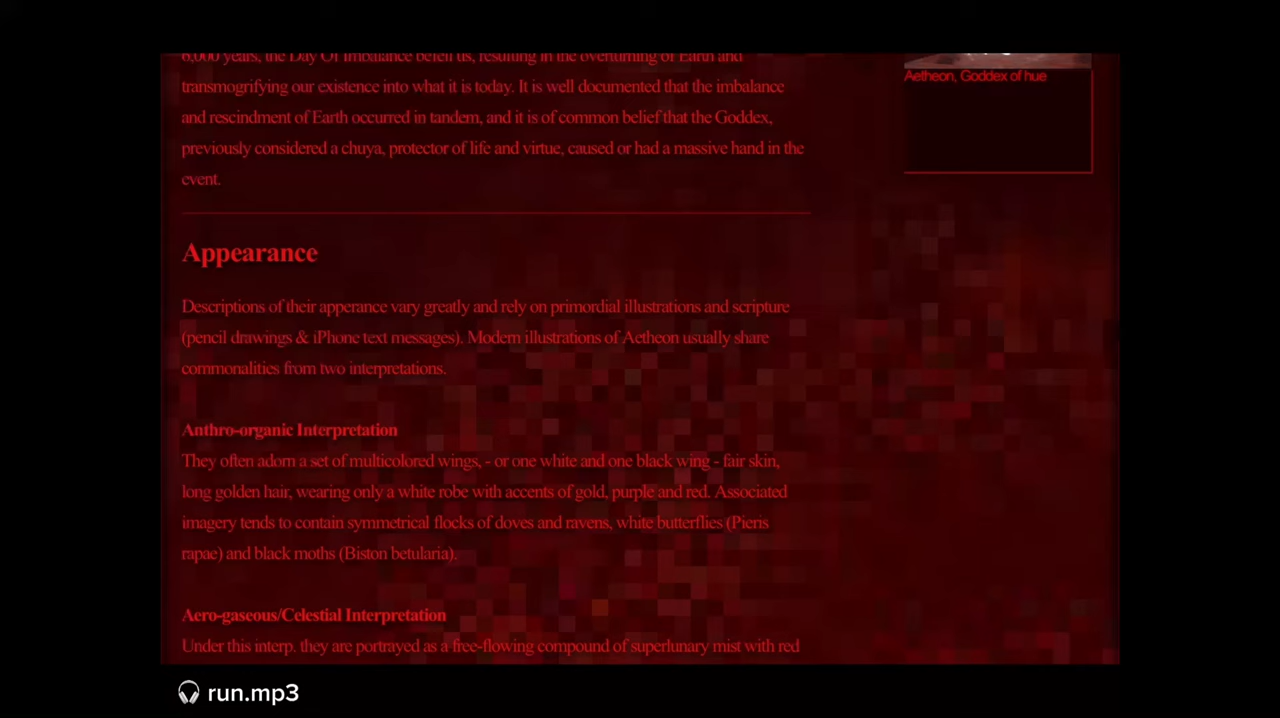 6,000 years, the Day Of Imbalance befell us, resulting in the overturning of Earth and
transmogrifying our existence into what it is today. It is well documented that the imbalance
and rescindment of Earth occurred in tandem, and it is of common belief that the Goddex,
previously considered a chuya, protector of life and virtue, caused or had a massive hand in the
event.
Aetheon, Goddex of hue
Appearance
Descriptions of their apperance vary greatly and rely on primordial illustrations and scripture
(pencil drawings & iPhone text messages). Modern illustrations of Aetheon usually share
commonalities from two interpretations.
Anthro-organic Interpretation
They often adorn a set of multicolored wings, - or one white and one black wing - fair skin,
long golden hair, wearing only a white robe with accents of gold, purple and red. Associated
imagery tends to contain symmetrical flocks of doves and ravens, white butterflies (Pieris
rapae) and black moths (Biston betularia).
Aero-gaseous/Celestial Interpretation
Under this interp. they are portrayed as a free-flowing compound of superlunary mist with red
run.mp3